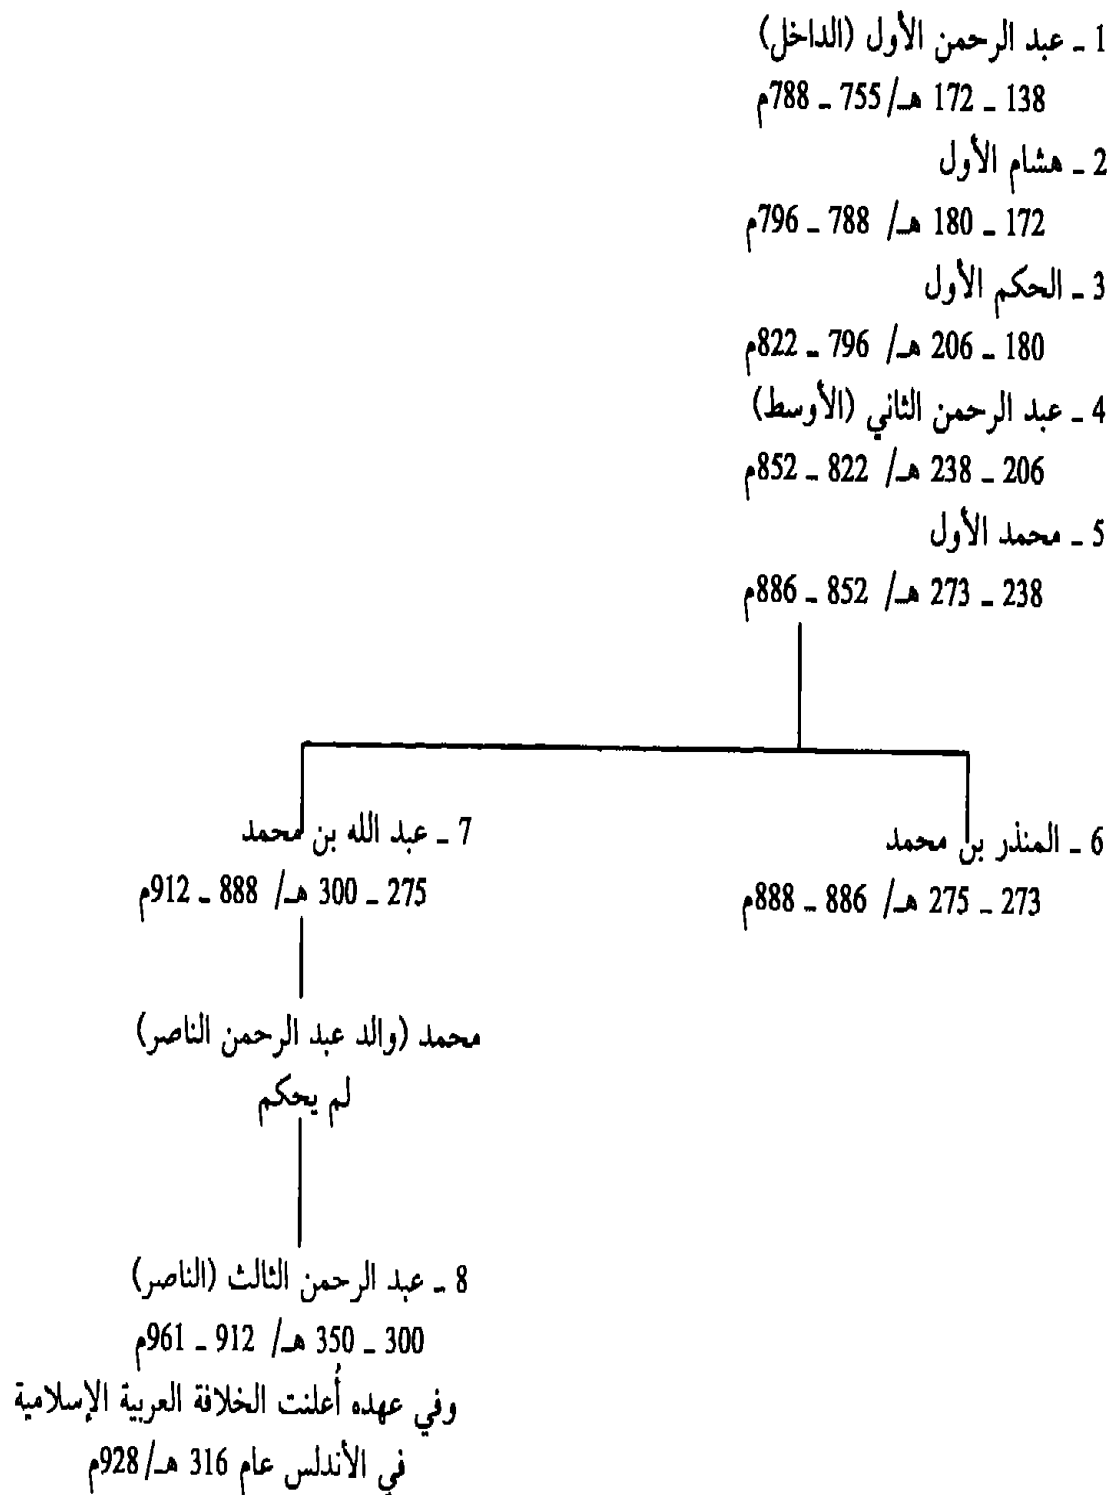 1 ـ عبد الرحمن الأول (الداخل)
138 ـ 172 هـ/ 755 ـ 788م
2 ـ هشام الأول
172 ـ 180 هـ/ 788 ـ 796م
3 ـ الحكم الأول
180 ـ 206 هـ/ 796 ـ 822م
4 ـ عبد الرحمن الثاني (الأوسط)
206 ـ 238 هـ/ 822 ـ 852م
5 ـ محمد الأول
238 ـ 273 هـ/ 852 ـ 886م
6 ـ المنذر بن محمد
273 ـ 275 هـ/ 886 ـ 888م
7 ـ عبد الله بن محمد
275 ـ 300 هـ/ 888 ـ 912م
محمد (والد عبد الرحمن الناصر)
لم يحكم
8 ـ عبد الرحمن الثالث (الناصر)
300 ـ 350 هـ/ 912 ـ 961م
وفي عهده أُعلنت الخلافة العربية الإسلامية
في الأندلس عام 316 هـ/928م